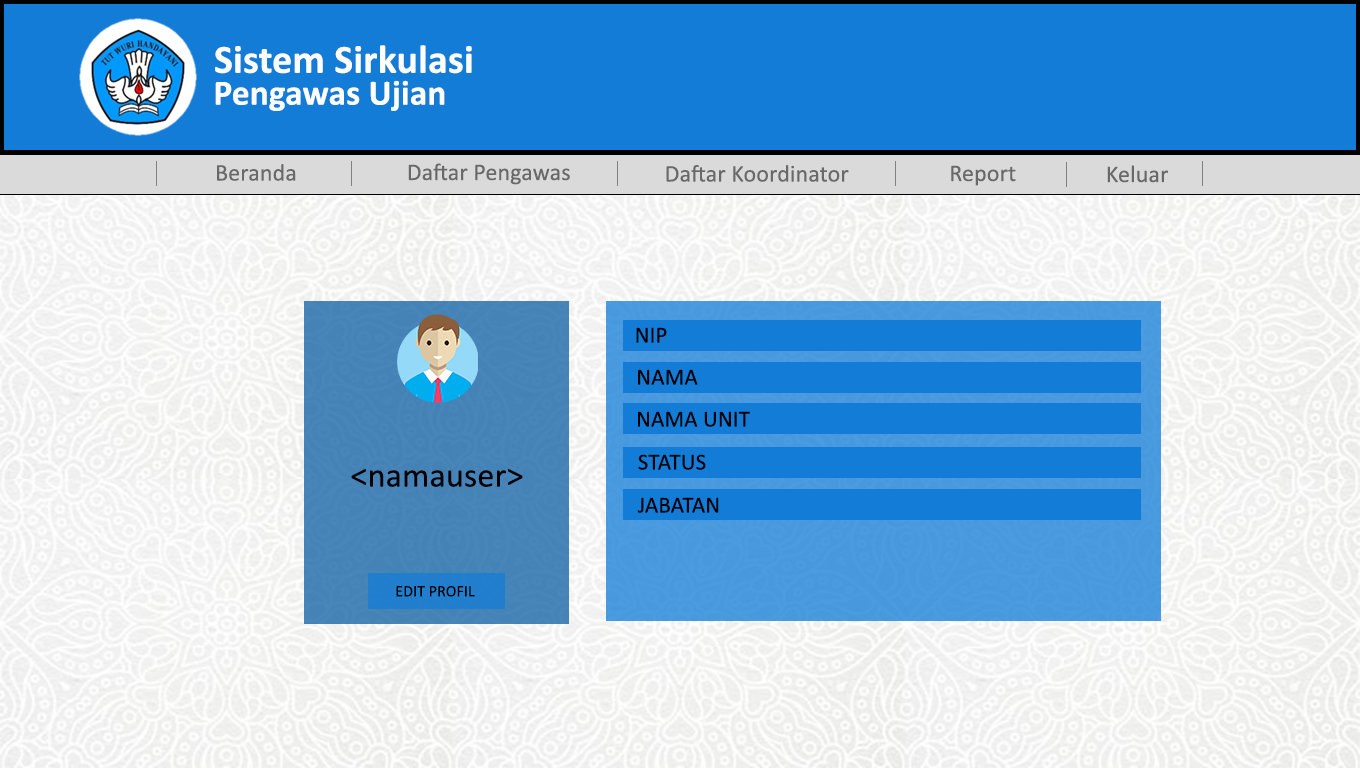 TUT WURI HANDAYANI
Sistem Sirkulasi
Pengawas Ujian
Beranda
Daftar Pengawas
Daftar Koordinator
Report
Keluar
<namauser>
EDIT PROFIL
NIP
NAMA
NAMA UNIT
STATUS
JABATAN